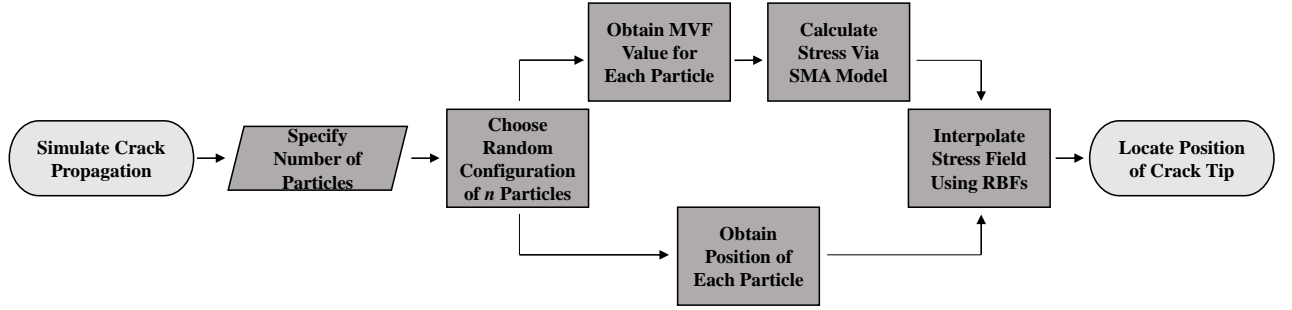 Simulate Crack
Propagation
Specify
Number of
Particles
Choose
Random
Configuration
of n Particles
Obtain MVF
Value for
Each Particle
Calculate
Stress Via
SMA Model
Obtain
Position of
Each Particle
Interpolate
Stress Field
Using RBFs
Locate Position
of Crack Tip